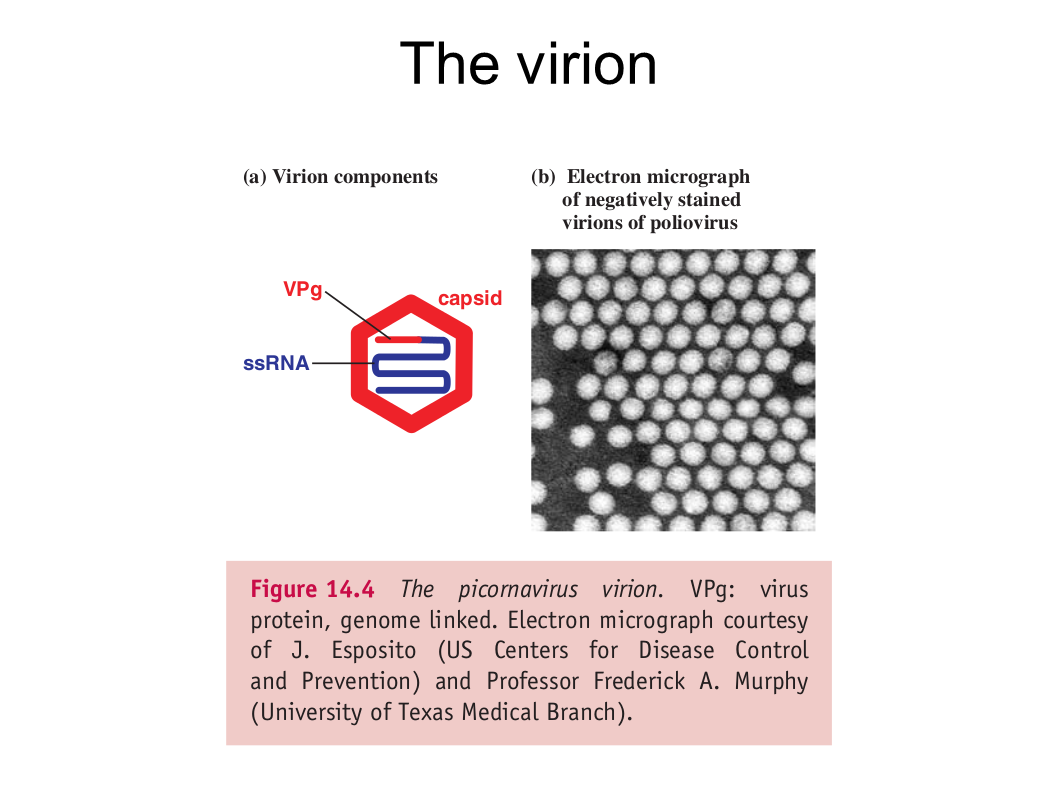 The virion
(a) Virion components
(b) Electron micrograph
of negatively stained
virions of poliovirus
VPg
capsid
ssRNA
Figure 14.4 The picornavirus virion. VPg: virus
protein, genome linked. Electron micrograph courtesy
of J. Esposito (US Centers for Disease Control
and Prevention) and Professor Frederick A. Murphy
(University of Texas Medical Branch).